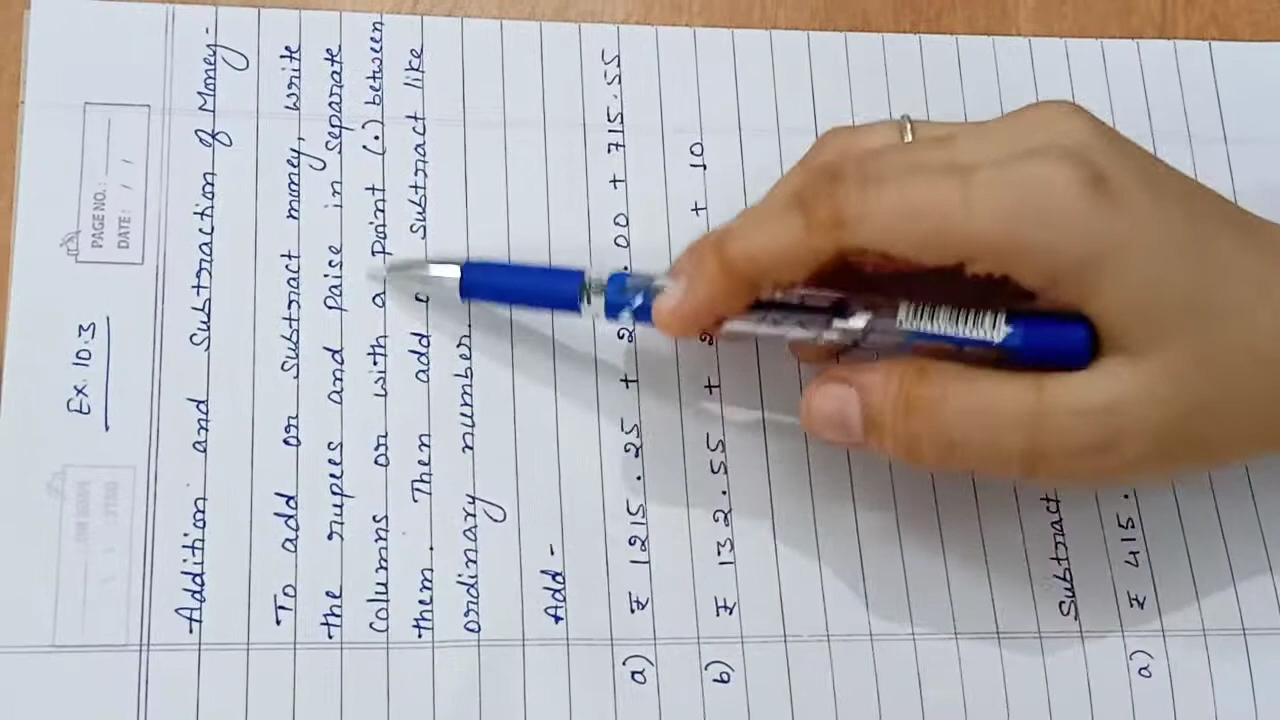 PAGE NO.:
DATE: / /
Ex. 10.3
Addition and Subtraction of Money-
To add or subtract money, write
the rupees and paise in separate
columns or with a point (.) between
them. Then add subtract like
ordinary number.
Add-
a) ₹ 1215.25 + 2 .00 + 715.55
b) ₹ 132.55 + 2 + 10
Subtract
a) ₹ 415.